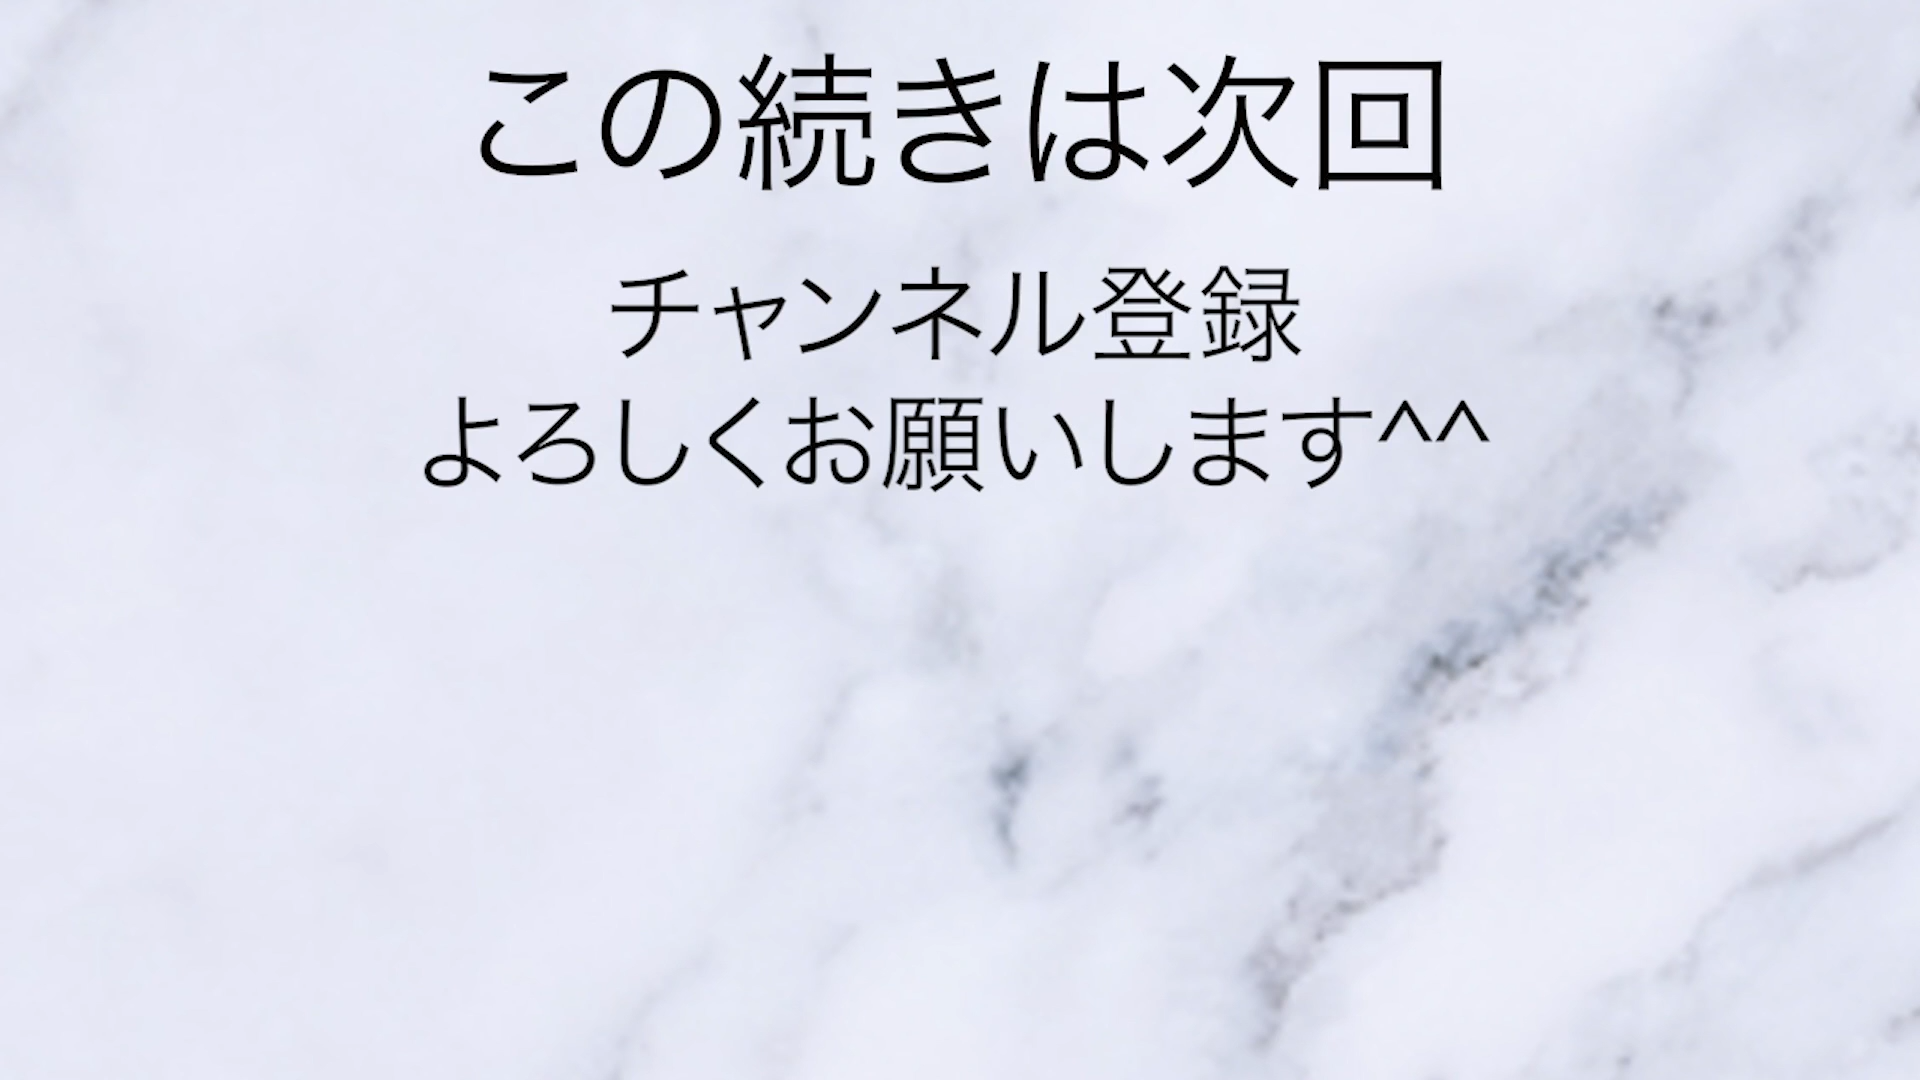 この続きは次回
チャンネル登録
よろしくお願いします^^